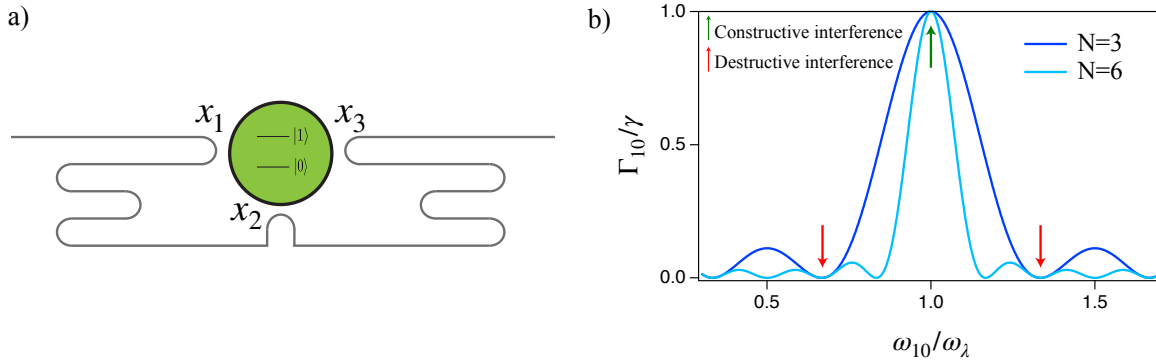 a)
x₁
x₃
|1⟩
|0⟩
x₂
b)
Constructive interference
Destructive interference
N=3
N=6
Γ₁₀/γ
1.0
0.5
0.0
0.5
1.0
1.5
ω₁₀/ω_λ